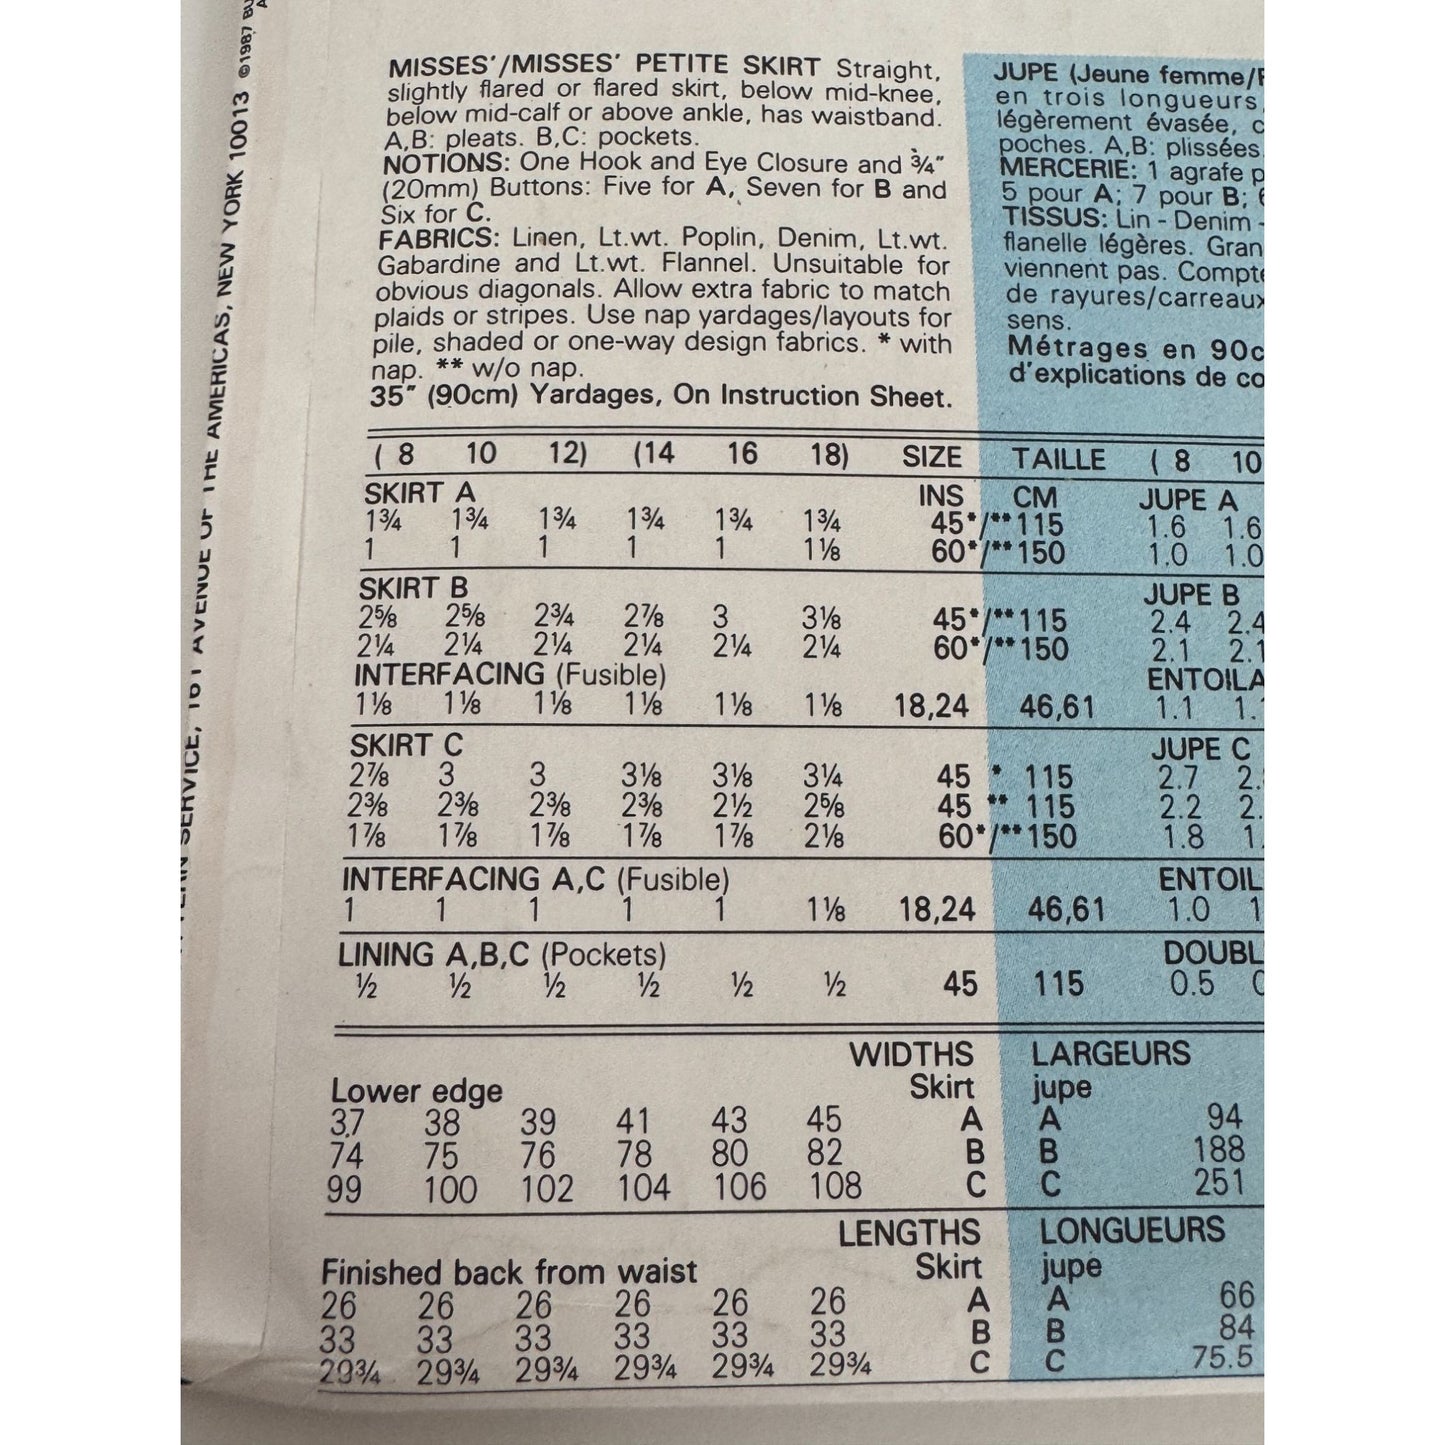 MISSES'/MISSES' PETITE SKIRT Straight,
slightly flared or flared skirt, below mid-knee,
below mid-calf or above ankle, has waistband.
A,B: pleats. B,C: pockets.
NOTIONS: One Hook and Eye Closure and ¾"
(20mm) Buttons: Five for A, Seven for B and
Six for C.
FABRICS: Linen, Lt.wt. Poplin, Denim, Lt.wt.
Gabardine and Lt.wt. Flannel. Unsuitable for
obvious diagonals. Allow extra fabric to match
plaids or stripes. Use nap yardages/layouts for
pile, shaded or one-way design fabrics. * with
nap. ** w/o nap.
35" (90cm) Yardages, On Instruction Sheet.
JUPE (Jeune femme/
en trois longueurs,
légèrement évasée,
poches. A,B: plissées
MERCERIE: 1 agrafe
5 pour A; 7 pour B;
TISSUS: Lin - Denim -
flanelle légères.
viennent pas.
de rayures/carreaux
sens.
Métrages en
d'explications de
( 8 10 12) (14 16 18) SIZE TAILLE ( 8 10
SKIRT A INS CM JUPE A
1¾ 1¾ 1¾ 1¾ 1¾ 1¾ 45*/**115 1.6 1.6
1 1 1 1 1 1⅛ 60*/**150 1.0 1.0
SKIRT B JUPE B
2⅝ 2⅝ 2¾ 2⅞ 3 3⅛ 45*/**115 2.4 2.4
2¼ 2¼ 2¼ 2¼ 2¼ 2¼ 60*/**150 2.1 2.1
INTERFACING (Fusible)
1⅛ 1⅛ 1⅛ 1⅛ 1⅛ 1⅛ 18,24 46,61 1.1
SKIRT C JUPE C
2⅞ 3 3 3⅛ 3⅛ 3¼ 45 * 115 2.7
2⅜ 2⅜ 2⅜ 2⅜ 2½ 2⅝ 45 ** 115 2.2
1⅞ 1⅞ 1⅞ 1⅞ 1⅞ 2⅛ 60*/**150 1.8
INTERFACING A,C (Fusible)
1 1 1 1 1 1⅛ 18,24 46,61 1.0
LINING A,B,C (Pockets)
½ ½ ½ ½ ½ ½ 45 115 0.5
WIDTHS LARGEURS
Lower edge Skirt jupe
37 38 39 41 43 45 A A 94
74 75 76 78 80 82 B B 188
99 100 102 104 106 108 C C 251
LENGTHS LONGUEURS
Finished back from waist Skirt jupe
26 26 26 26 26 26 A A 66
33 33 33 33 33 33 B B 84
29¾ 29¾ 29¾ 29¾ 29¾ 29¾ C C 75.5
SERVICE, 161 AVENUE OF THE AMERICAS, NEW YORK 10013 ©1987